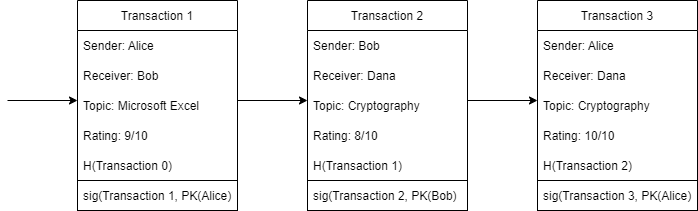 Transaction 1
Sender: Alice
Receiver: Bob
Topic: Microsoft Excel
Rating: 9/10
H(Transaction 0)
sig(Transaction 1, PK(Alice)
Transaction 2
Sender: Bob
Receiver: Dana
Topic: Cryptography
Rating: 8/10
H(Transaction 1)
sig(Transaction 2, PK(Bob)
Transaction 3
Sender: Alice
Receiver: Dana
Topic: Cryptography
Rating: 10/10
H(Transaction 2)
sig(Transaction 3, PK(Alice)